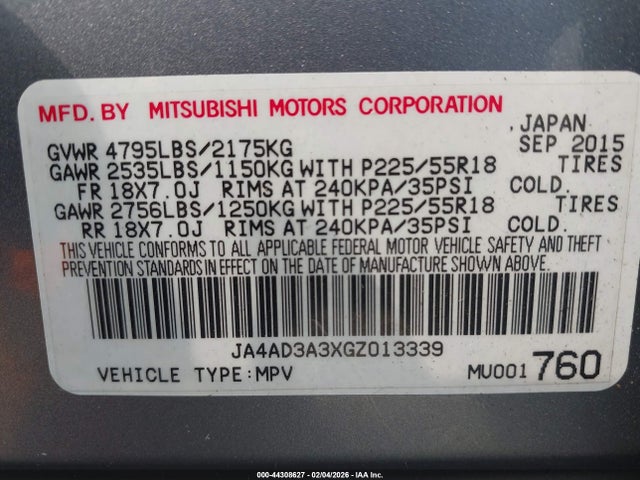 MFD. BY MITSUBISHI MOTORS CORPORATION
, JAPAN
GVWR 4795LBS/2175KG SEP 2015
GAWR 2535LBS/1150KG WITH P225/55R18 TIRES
FR 18X7.0J RIMS AT 240KPA/35PSI COLD.
GAWR 2756LBS/1250KG WITH P225/55R18 TIRES
RR 18X7.0J RIMS AT 240KPA/35PSI COLD.
THIS VEHICLE CONFORMS TO ALL APPLICABLE FEDERAL MOTOR VEHICLE SAFETY AND THEFT
PREVENTION STANDARDS IN EFFECT ON THE DATE OF MANUFACTURE SHOWN ABOVE.
JA4AD3A3XGZ013339
VEHICLE TYPE:MPV MU001760
000-44308627 - 02/04/2026 - IAA Inc.